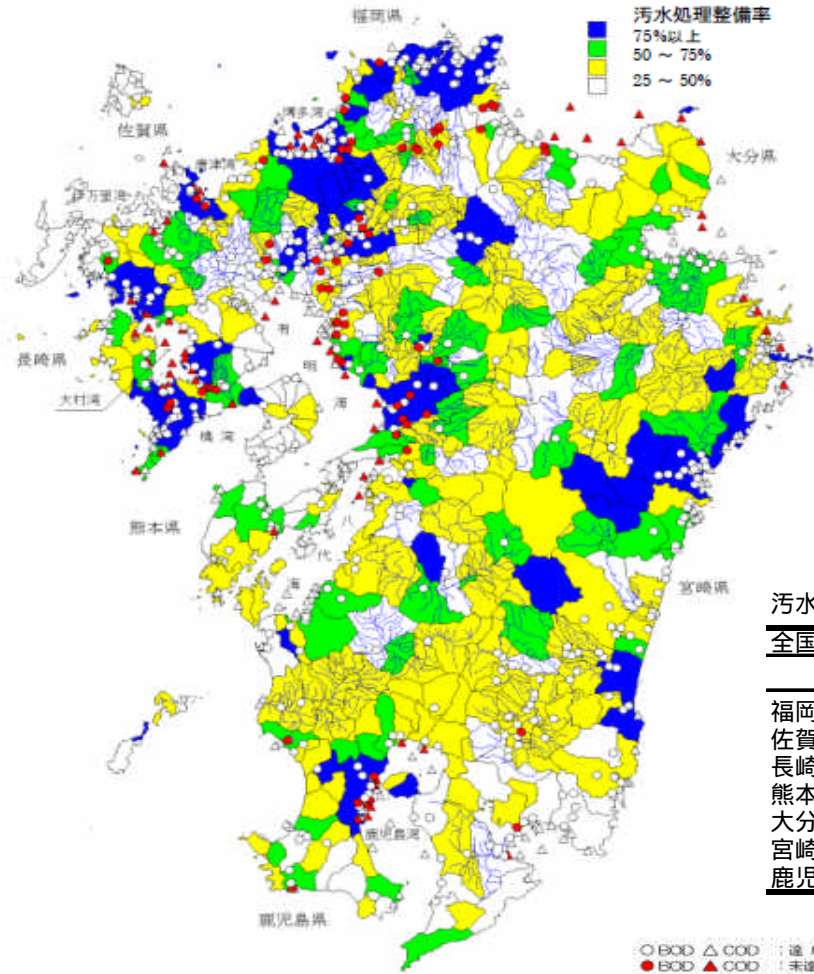 福岡県
汚水処理整備率
75%以上
50 ～ 75%
25 ～ 50%
博多湾
佐賀県
唐津湾
大分県
伊万里湾
有
明
海
長崎県
大村湾
橘湾
八
代
海
熊本県
宮崎県
汚水
全国
福岡
佐賀
長崎
熊本
大分
宮崎
鹿児
鹿児島湾
鹿児島県
○BOD △COD ：達
●BOD ▲COD ：未達